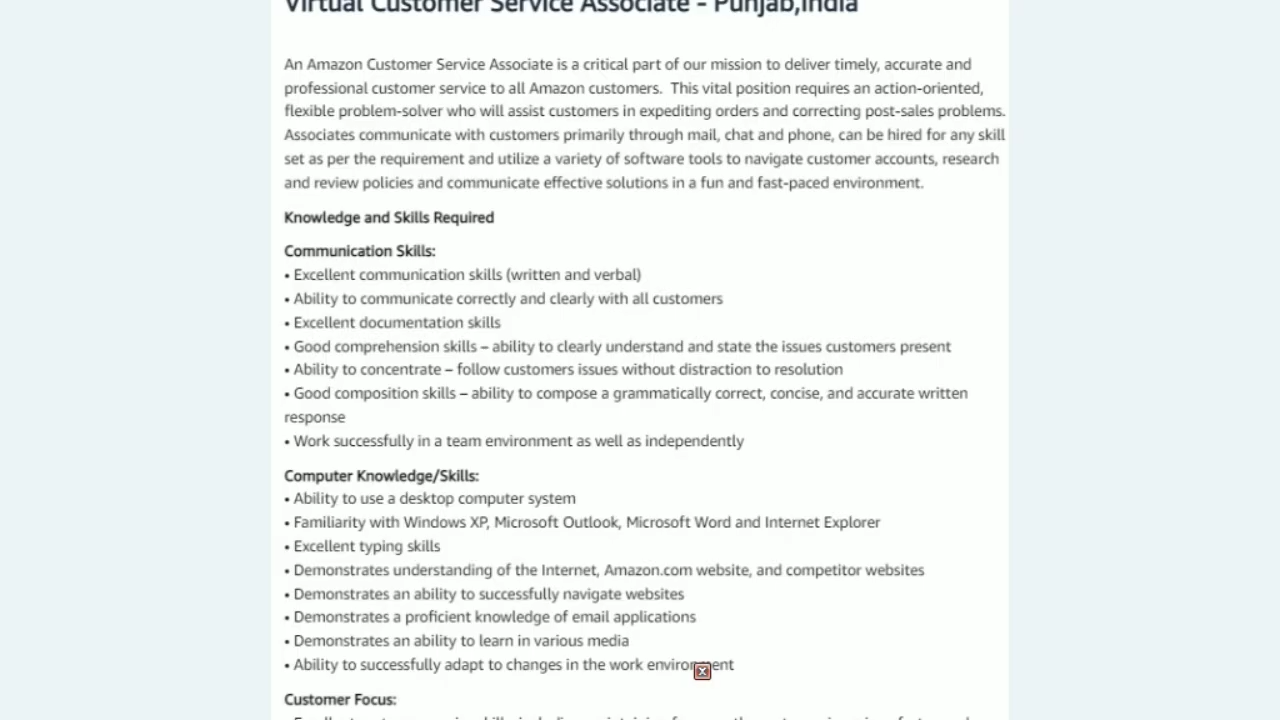 Virtual Customer Service Associate - Punjab,India
An Amazon Customer Service Associate is a critical part of our mission to deliver timely, accurate and
professional customer service to all Amazon customers.  This vital position requires an action-oriented,
flexible problem-solver who will assist customers in expediting orders and correcting post-sales problems.
Associates communicate with customers primarily through mail, chat and phone, can be hired for any skill
set as per the requirement and utilize a variety of software tools to navigate customer accounts, research
and review policies and communicate effective solutions in a fun and fast-paced environment.
Knowledge and Skills Required
Communication Skills:
• Excellent communication skills (written and verbal)
• Ability to communicate correctly and clearly with all customers
• Excellent documentation skills
• Good comprehension skills – ability to clearly understand and state the issues customers present
• Ability to concentrate – follow customers issues without distraction to resolution
• Good composition skills – ability to compose a grammatically correct, concise, and accurate written
response
• Work successfully in a team environment as well as independently
Computer Knowledge/Skills:
• Ability to use a desktop computer system
• Familiarity with Windows XP, Microsoft Outlook, Microsoft Word and Internet Explorer
• Excellent typing skills
• Demonstrates understanding of the Internet, Amazon.com website, and competitor websites
• Demonstrates an ability to successfully navigate websites
• Demonstrates a proficient knowledge of email applications
• Demonstrates an ability to learn in various media
• Ability to successfully adapt to changes in the work environment
Customer Focus: